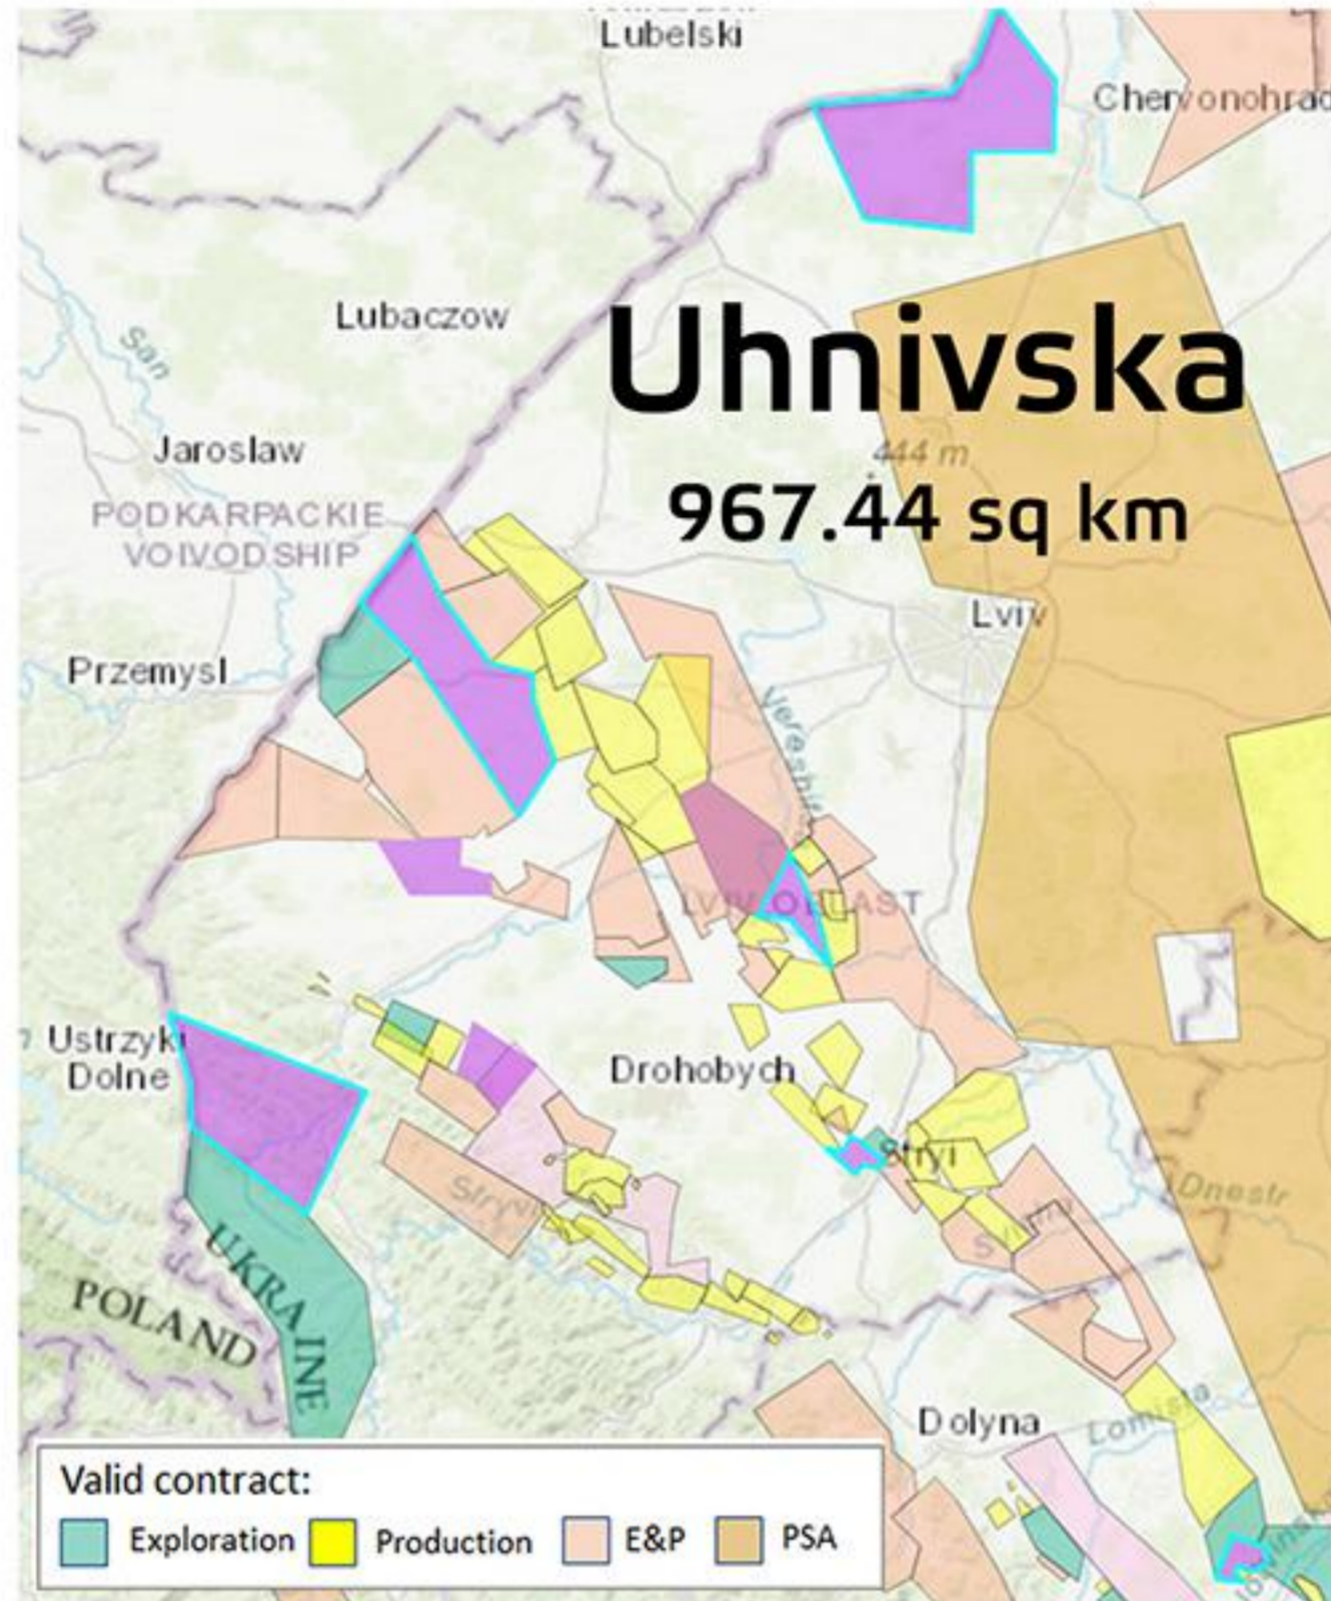 Lubelski
Chervonohrad
Lubaczow
San
Uhnivska
444 m
967.44 sq km
Jaroslaw
PODKARPACKIE
VOIVODSHIP
Lviv
Przemysl
LVIV OBLAST
Ustrzyki
Dolne
Drohobych
Stryi
Dnestr
UKRAINE
POLAND
Dolyna
Valid contract:
Exploration Production E&P PSA